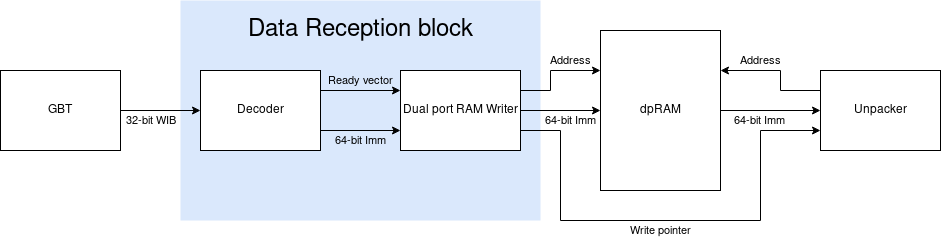 Data Reception block
Address
Address
Ready vector
GBT
Decoder
Dual port RAM Writer
dpRAM
Unpacker
32-bit WIB
64-bit Imm
64-bit Imm
64-bit Imm
Write pointer